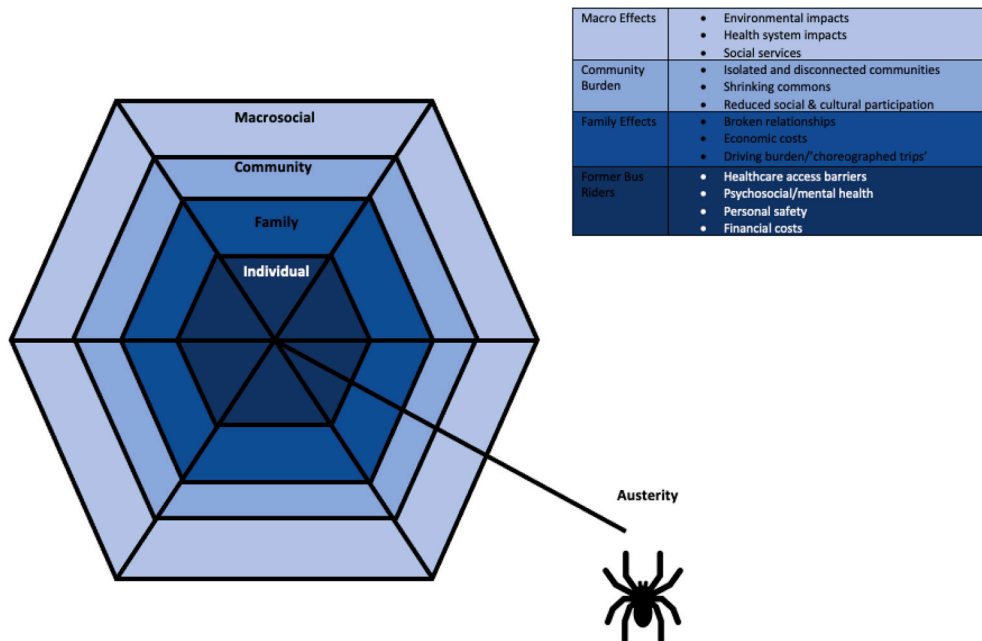 Macro Effects
• Environmental impacts
• Health system impacts
• Social services
Community Burden
• Isolated and disconnected communities
• Shrinking commons
• Reduced social & cultural participation
Family Effects
• Broken relationships
• Economic costs
• Driving burden/'choreographed trips'
Former Bus Riders
• Healthcare access barriers
• Psychosocial/mental health
• Personal safety
• Financial costs
Macrosocial
Community
Family
Individual
Austerity